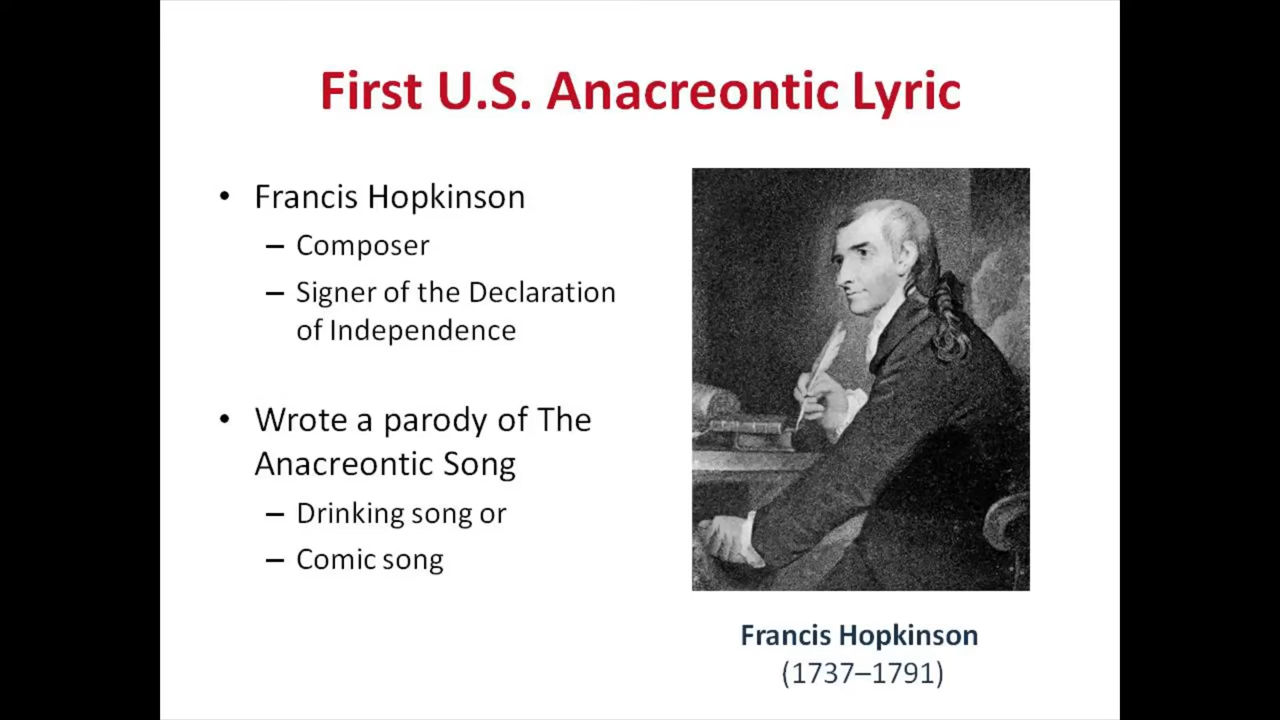 First U.S. Anacreontic Lyric
• Francis Hopkinson
– Composer
– Signer of the Declaration
of Independence
• Wrote a parody of The
Anacreontic Song
– Drinking song or
– Comic song
Francis Hopkinson
(1737–1791)